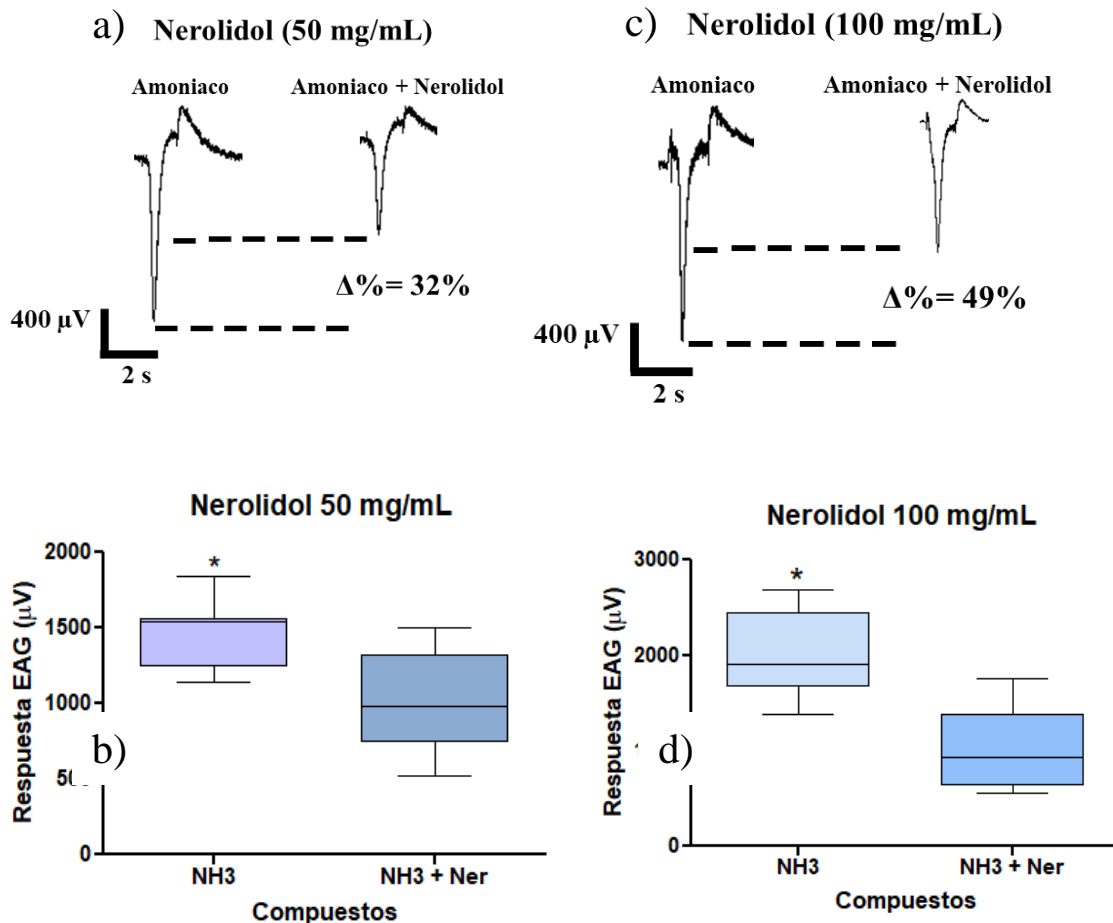 a) Nerolidol (50 mg/mL)
Amoniaco
Amoniaco + Nerolidol
Δ%= 32%
400 µV
2 s
c) Nerolidol (100 mg/mL)
Amoniaco
Amoniaco + Nerolidol
Δ%= 49%
400 µV
2 s
b)
Nerolidol 50 mg/mL
Respuesta EAG (µV)
2000
1500
1000
0
*
NH3
NH3 + Ner
Compuestos
d)
Nerolidol 100 mg/mL
Respuesta EAG (µV)
3000
2000
0
*
NH3
NH3 + Ner
Compuestos